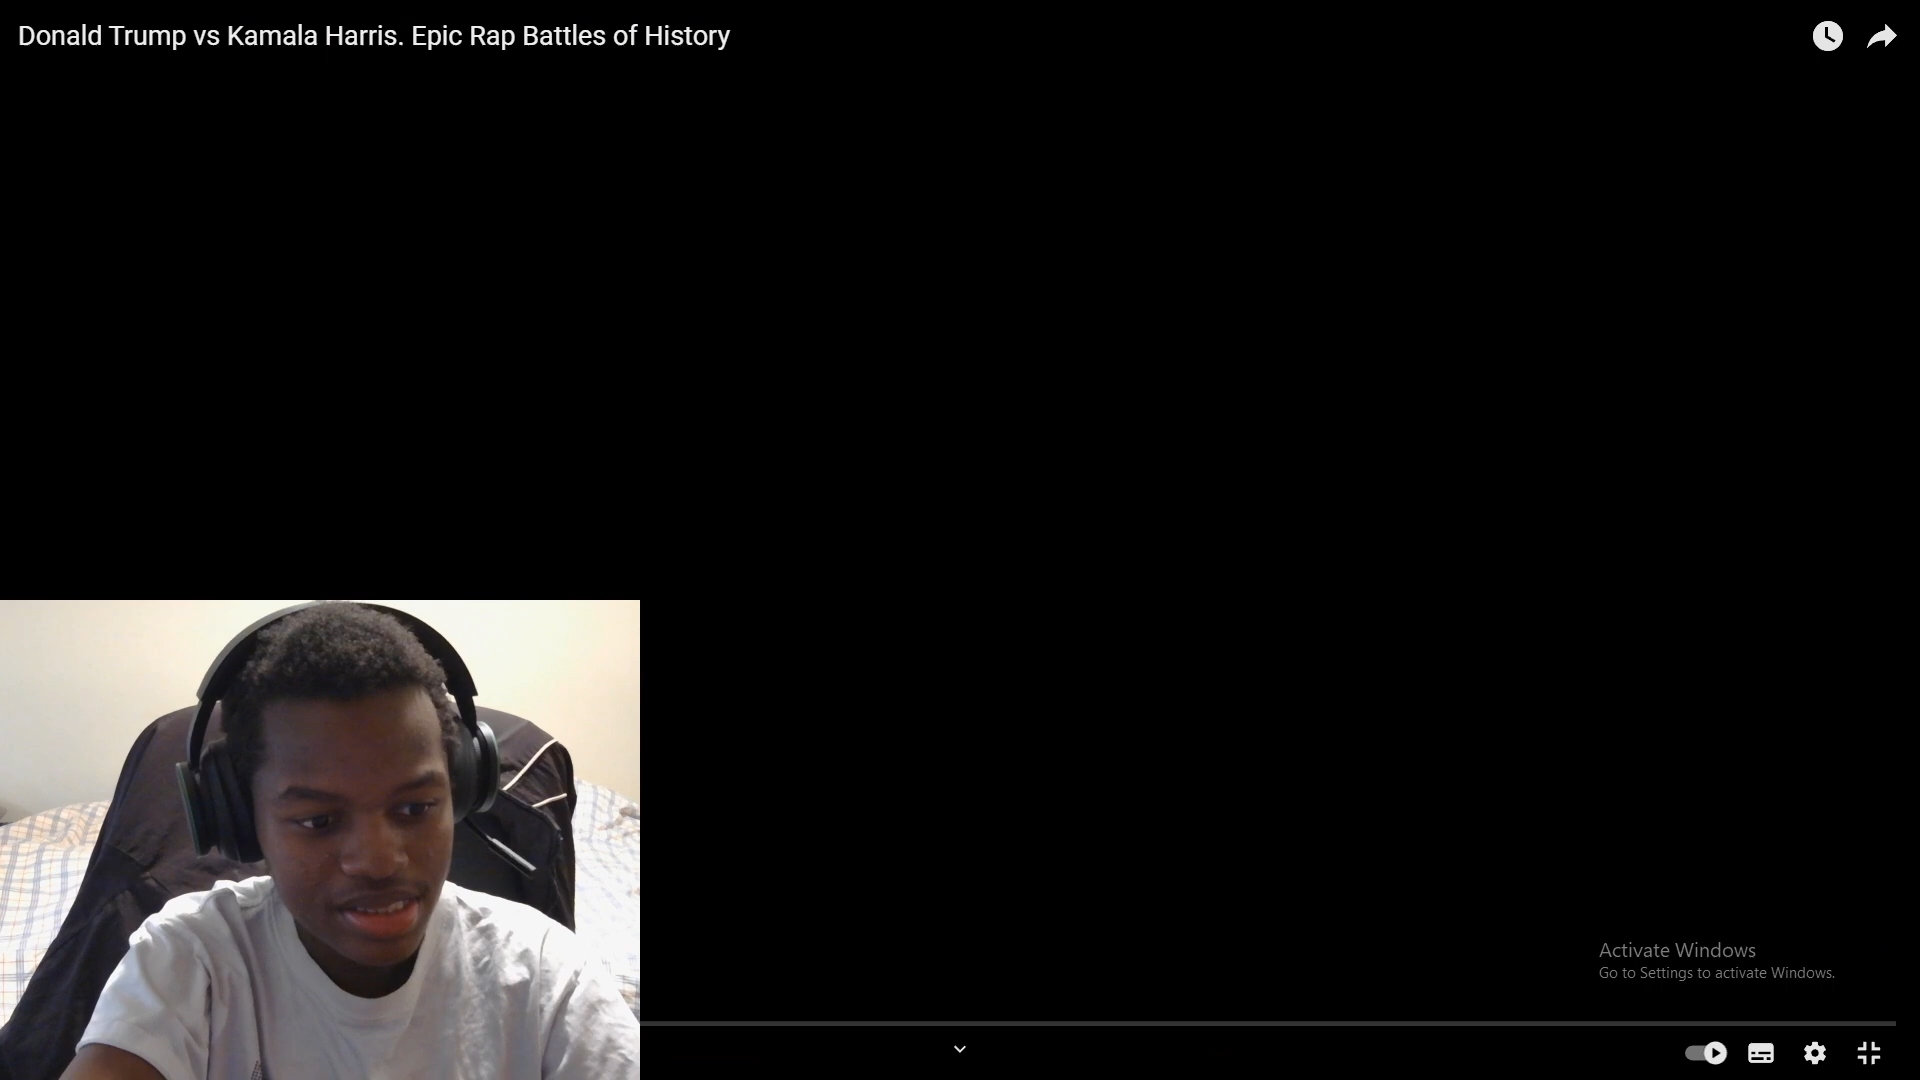 Donald Trump vs Kamala Harris. Epic Rap Battles of History
Activate Windows
Go to Settings to activate Windows.